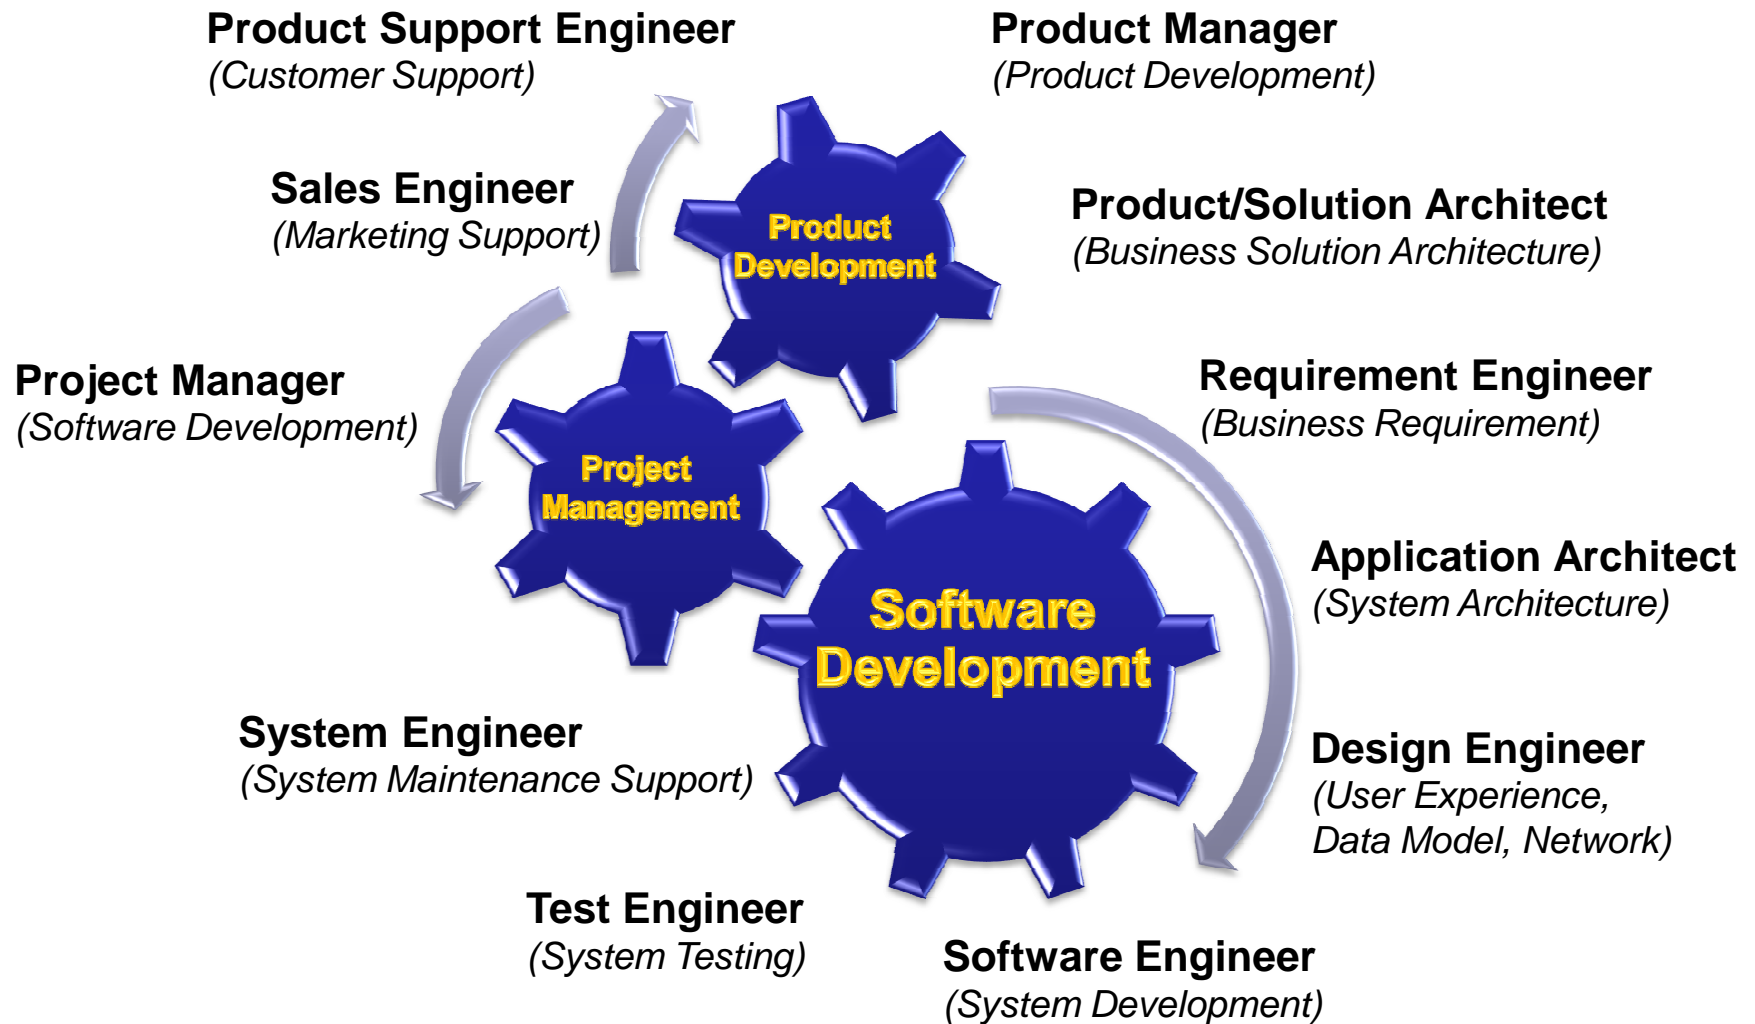 Product Support Engineer
(Customer Support)
Product Manager
(Product Development)
Sales Engineer
(Marketing Support)
Product
Development
Product/Solution Architect
(Business Solution Architecture)
Project Manager
(Software Development)
Requirement Engineer
(Business Requirement)
Project
Management
Application Architect
(System Architecture)
Software
Development
System Engineer
(System Maintenance Support)
Design Engineer
(User Experience,
Data Model, Network)
Test Engineer
(System Testing)
Software Engineer
(System Development)